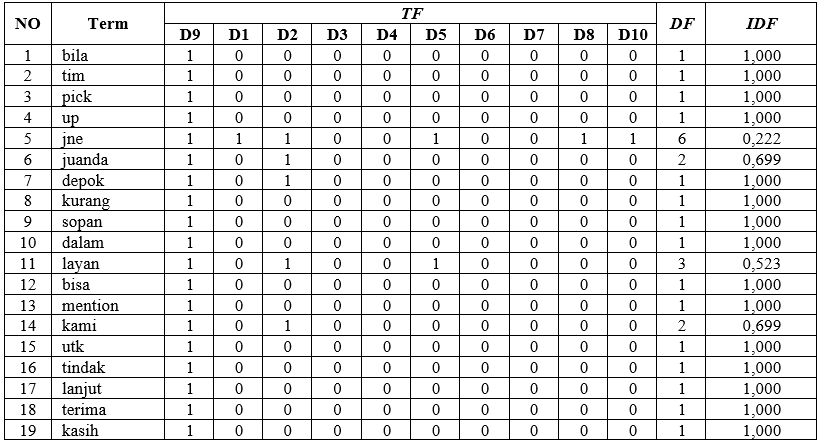 NO Term TF DF IDF
D9 D1 D2 D3 D4 D5 D6 D7 D8 D10
1 bila 1 0 0 0 0 0 0 0 0 0 1 1,000
2 tim 1 0 0 0 0 0 0 0 0 0 1 1,000
3 pick 1 0 0 0 0 0 0 0 0 0 1 1,000
4 up 1 0 0 0 0 0 0 0 0 0 1 1,000
5 jne 1 1 1 0 0 1 0 0 1 1 6 0,222
6 juanda 1 0 1 0 0 0 0 0 0 0 2 0,699
7 depok 1 0 1 0 0 0 0 0 0 0 1 1,000
8 kurang 1 0 0 0 0 0 0 0 0 0 1 1,000
9 sopan 1 0 0 0 0 0 0 0 0 0 1 1,000
10 dalam 1 0 0 0 0 0 0 0 0 0 1 1,000
11 layan 1 0 1 0 0 1 0 0 0 0 3 0,523
12 bisa 1 0 0 0 0 0 0 0 0 0 1 1,000
13 mention 1 0 0 0 0 0 0 0 0 0 1 1,000
14 kami 1 0 1 0 0 0 0 0 0 0 2 0,699
15 utk 1 0 0 0 0 0 0 0 0 0 1 1,000
16 tindak 1 0 0 0 0 0 0 0 0 0 1 1,000
17 lanjut 1 0 0 0 0 0 0 0 0 0 1 1,000
18 terima 1 0 0 0 0 0 0 0 0 0 1 1,000
19 kasih 1 0 0 0 0 0 0 0 0 0 1 1,000